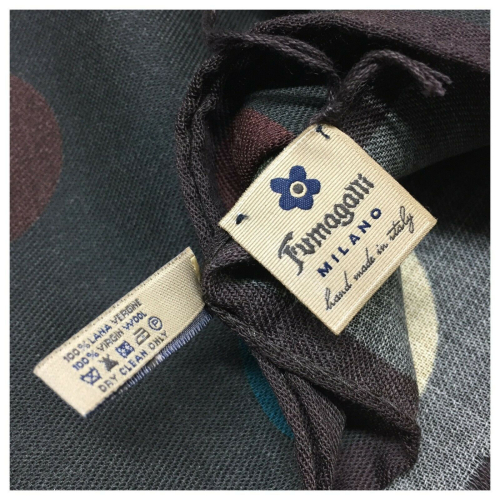 Fumagalli
MILANO
hand made in italy
100% LANA VERGINE
100% VIRGIN WOOL
DRY CLEAN ONLY